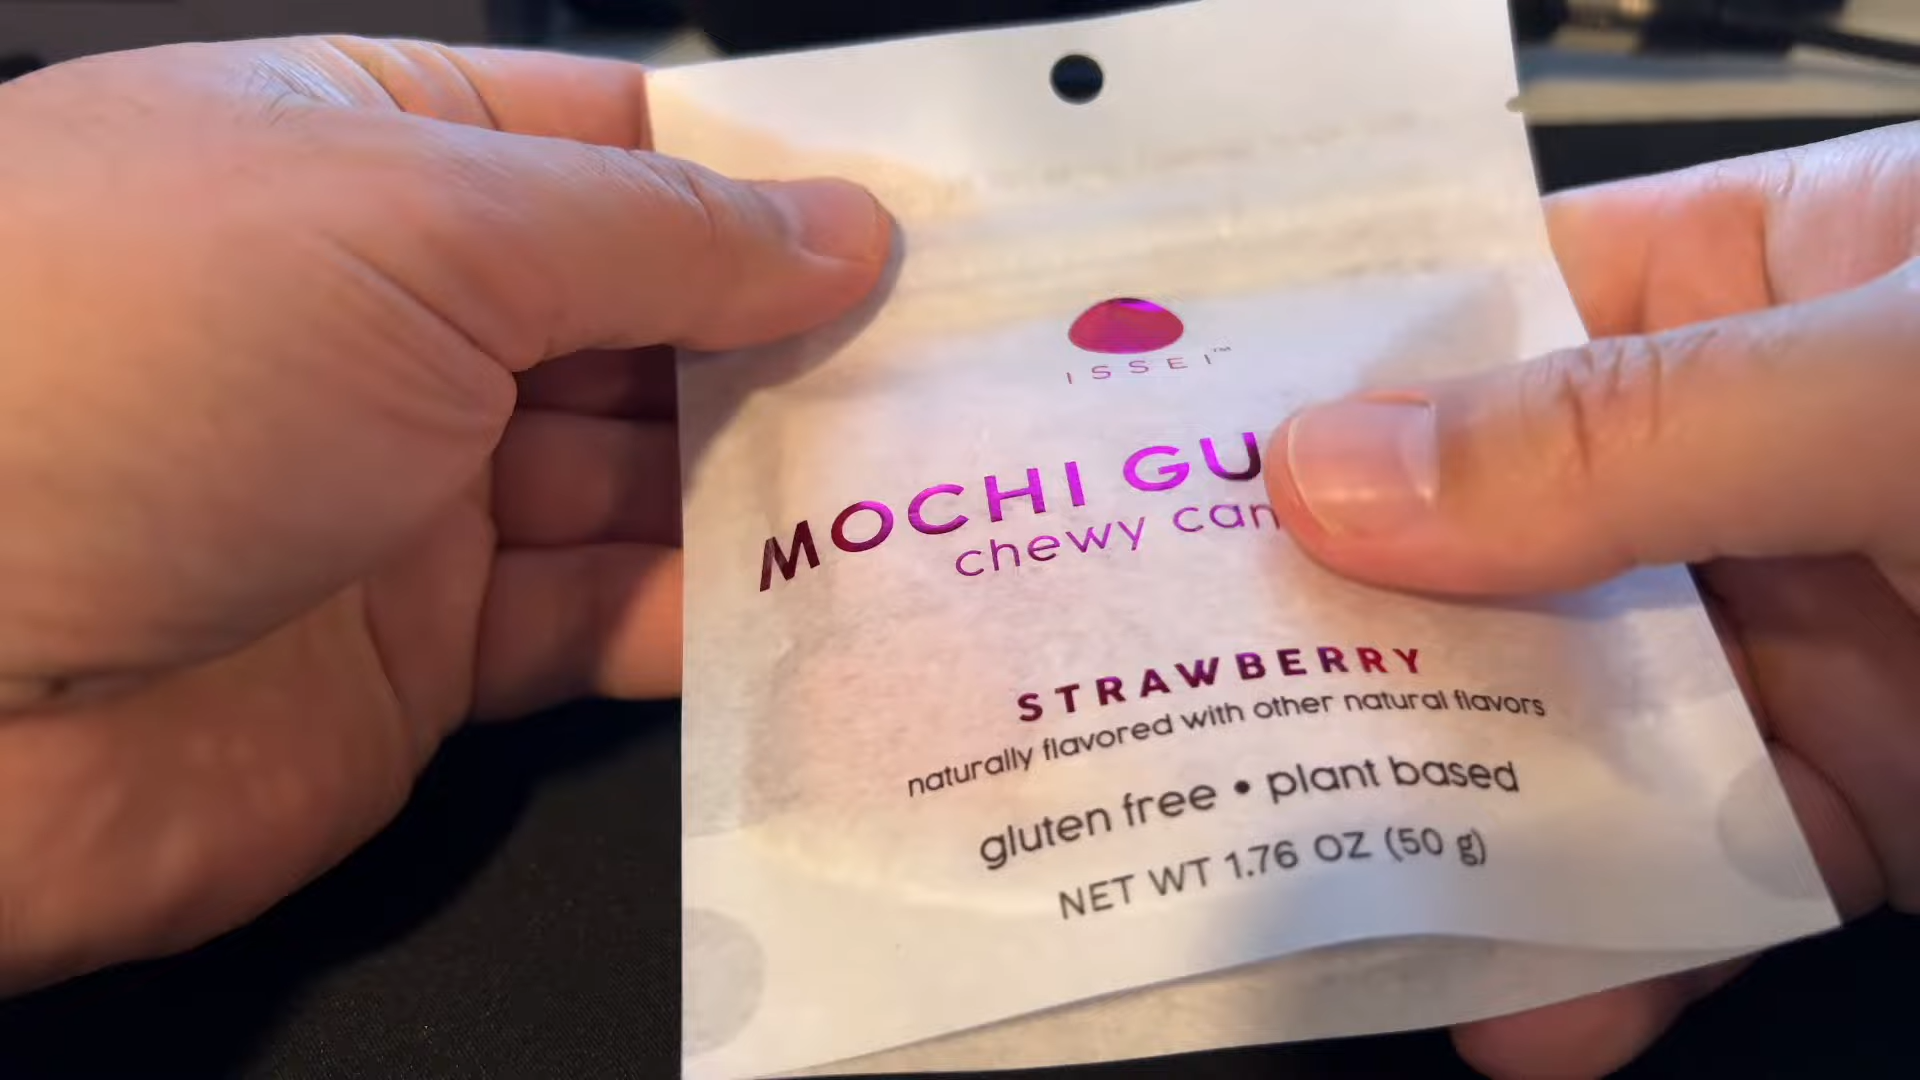 ISSEI™
MOCHI GU
chewy can
STRAWBERRY
naturally flavored with other natural flavors
gluten free • plant based
NET WT 1.76 OZ (50 g)